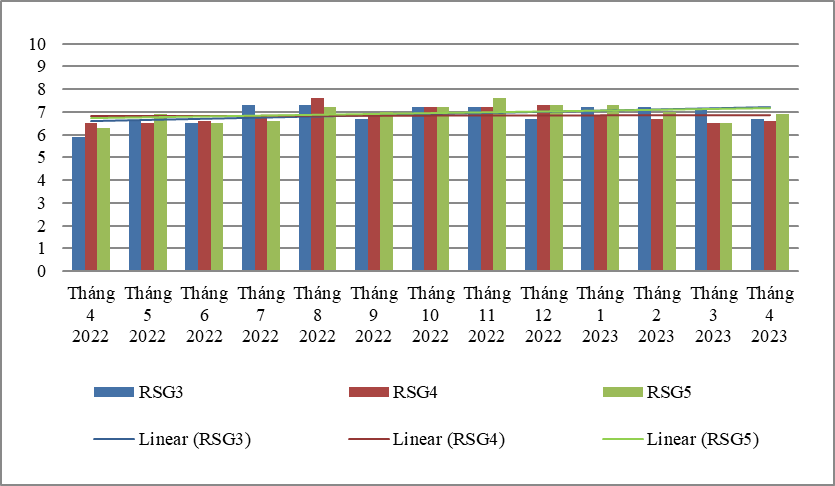 10
9
8
7
6
5
4
3
2
1
0
Tháng Tháng Tháng Tháng Tháng Tháng Tháng Tháng Tháng Tháng Tháng Tháng Tháng
4 5 6 7 8 9 10 11 12 1 2 3 4
2022 2022 2022 2022 2022 2022 2022 2022 2022 2023 2023 2023 2023
RSG3 RSG4 RSG5
Linear (RSG3) Linear (RSG4) Linear (RSG5)